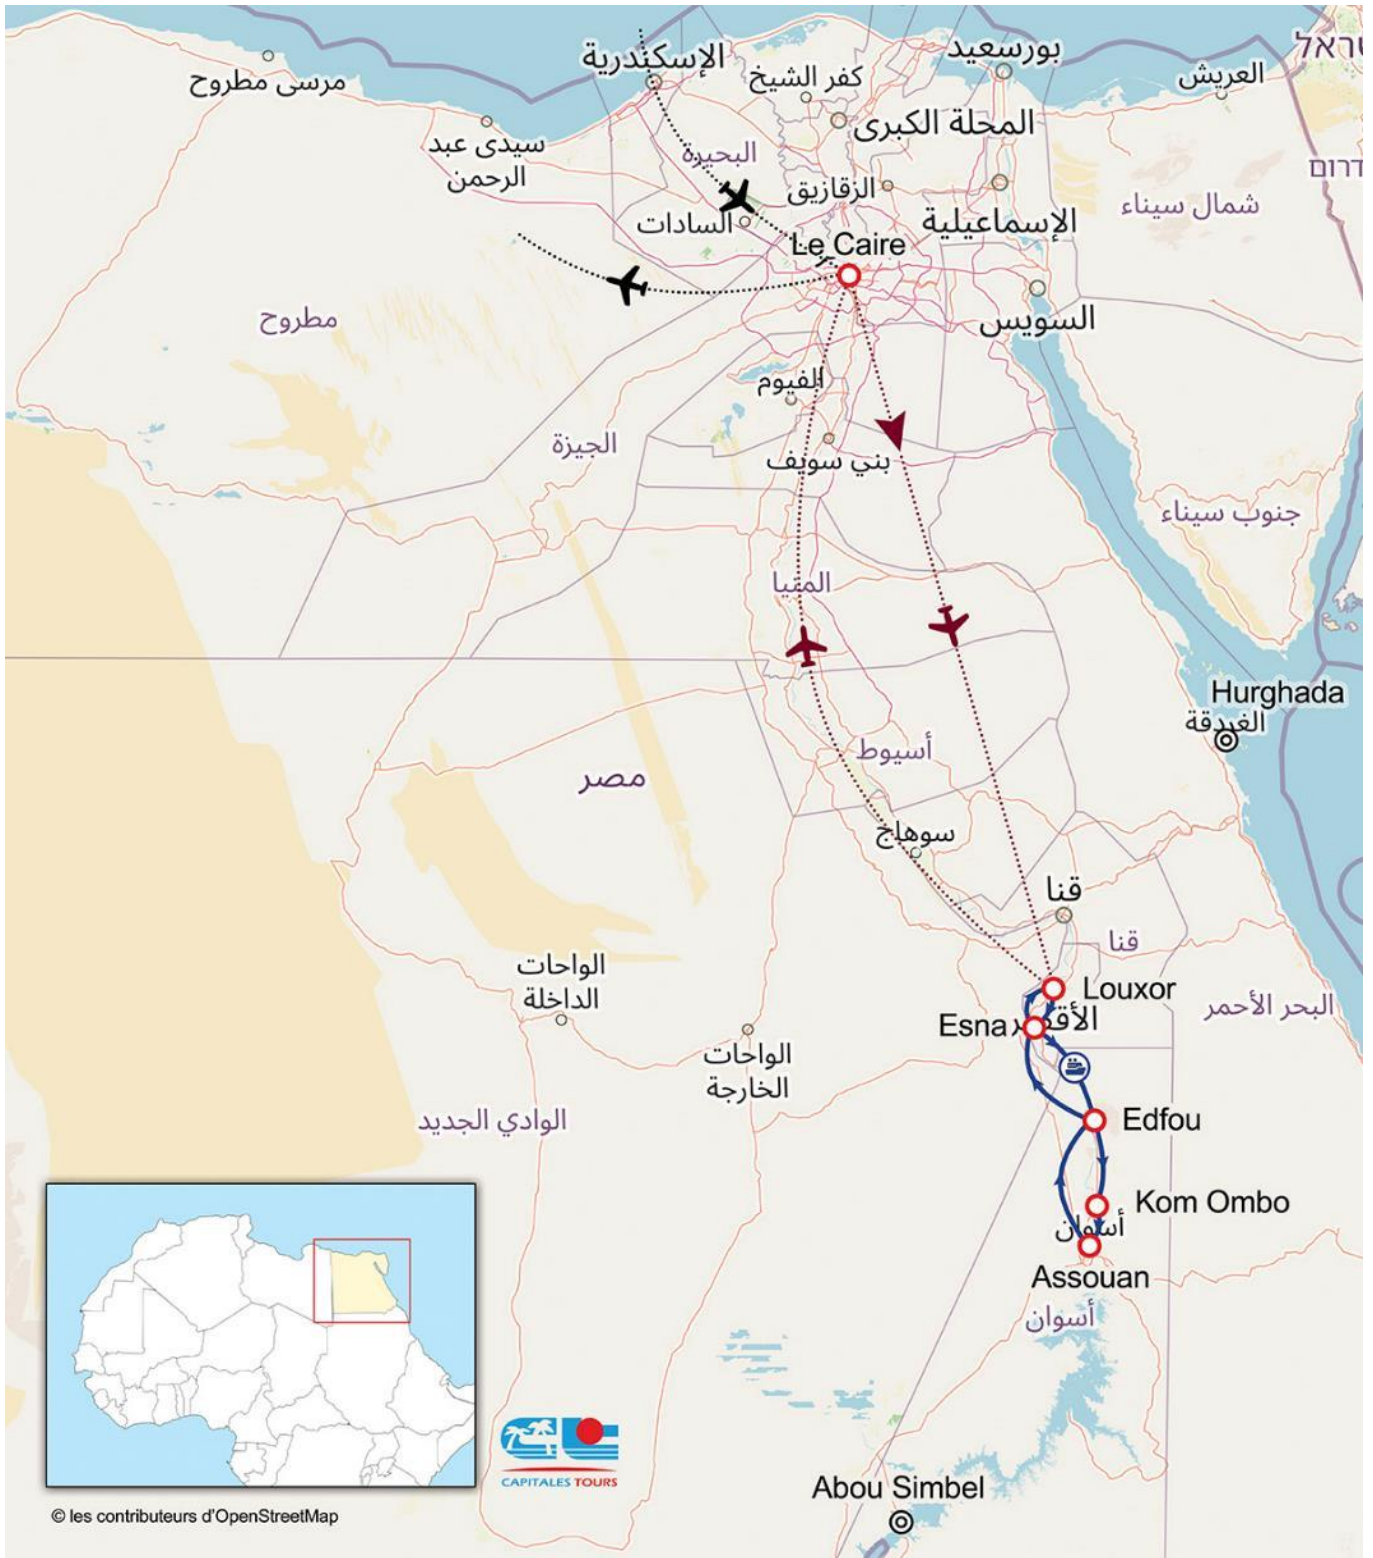 بورسعيد
الإسكندرية
ﺷﺮﺍﻝ
كفر الشيخ
العريش
مرسى مطروح
المحلة الكبرى
سيدى عبد
الرحمن
البحيرة
דרום
الزقازيق
شمال سيناء
السادات
الإسماعيلية
Le Caire
مطروح
السويس
الفيوم
الجيزة
بني سويف
جنوب سيناء
المنيا
Hurghada
الغردقة
أسيوط
مصر
سوهاج
قنا
قنا
الواحات
الداخلة
Louxor
البحر الأحمر
Esna
الأقصر
الواحات
الخارجة
الوادي الجديد
Edfou
Kom Ombo
أسوان
Assouan
أسوان
CAPITALES TOURS
Abou Simbel
© les contributeurs d'OpenStreetMap